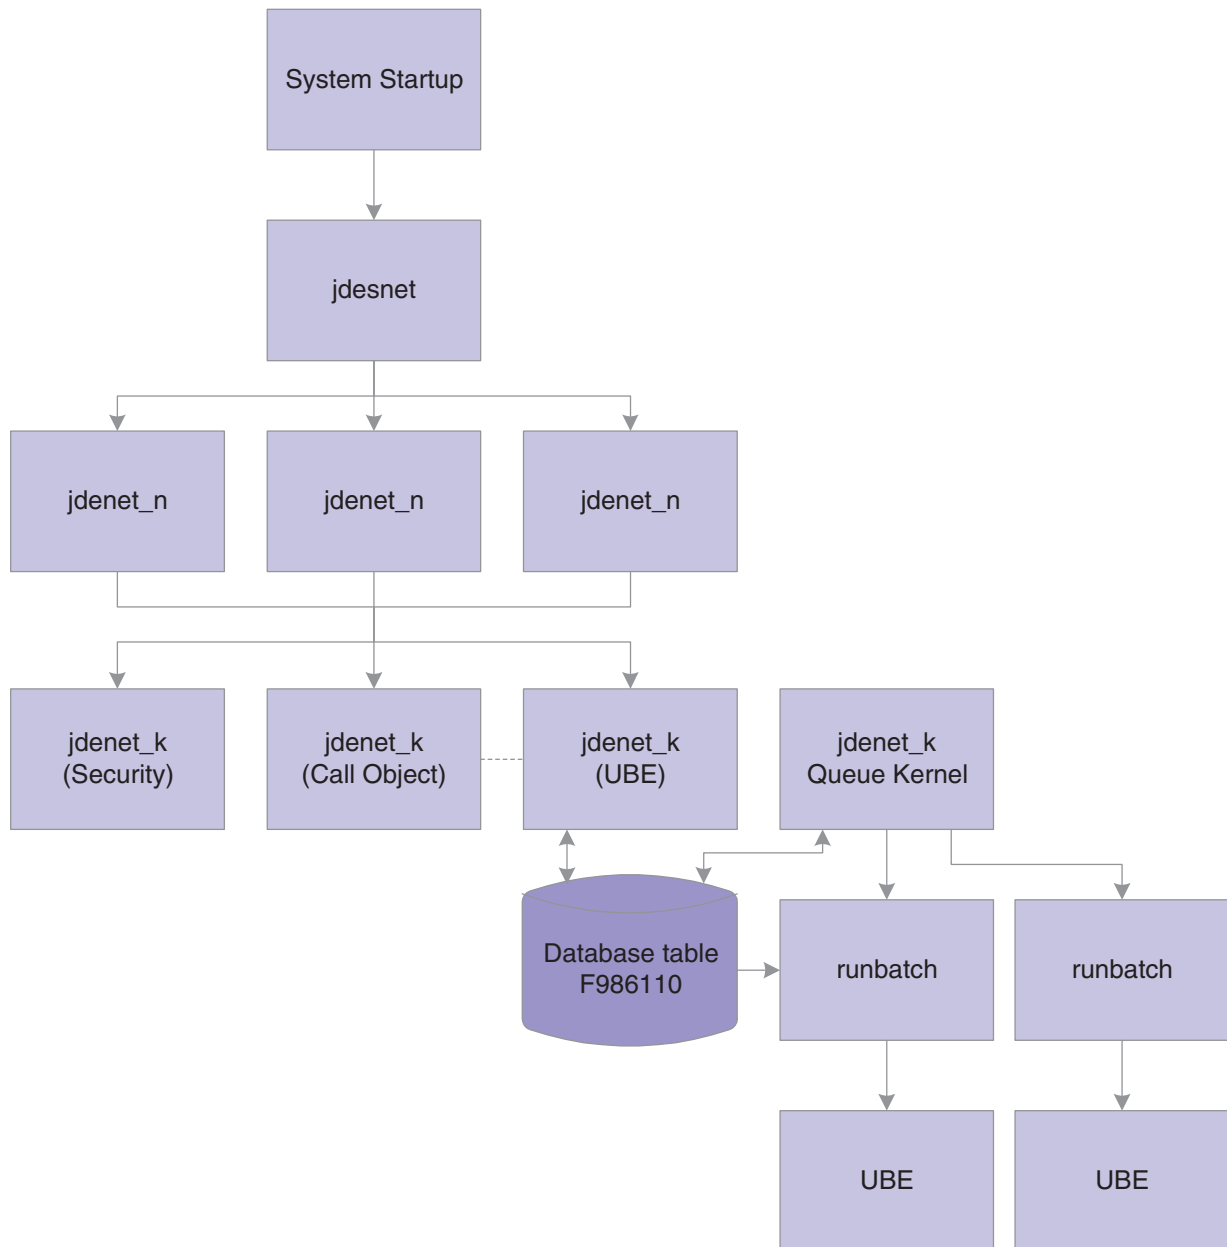 System Startup
jdesnet
jdenet_n
jdenet_n
jdenet_n
jdenet_k
(Security)
jdenet_k
(Call Object)
jdenet_k
(UBE)
jdenet_k
Queue Kernel
Database table
F986110
runbatch
runbatch
UBE
UBE